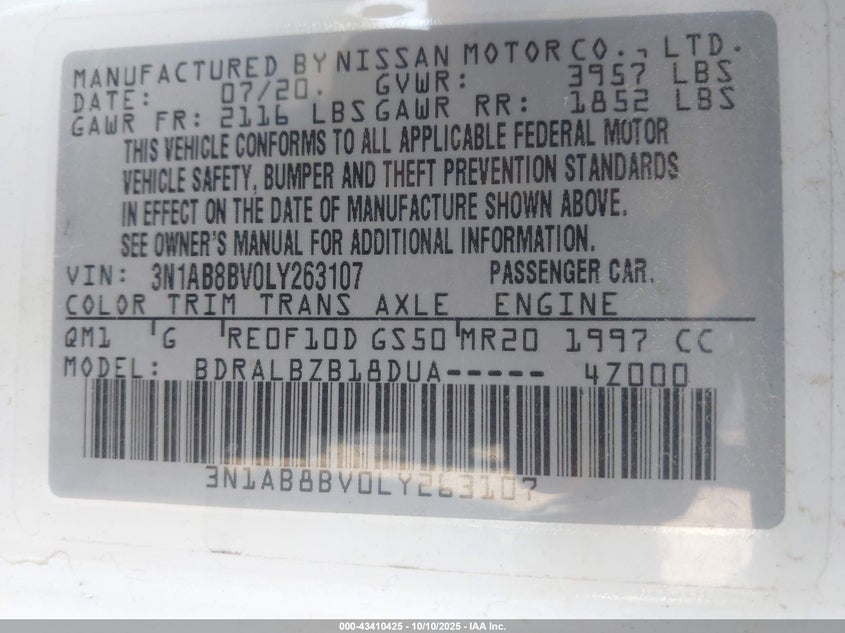 MANUFACTURED BY NISSAN MOTOR CO., LTD.
DATE: 07/20. GVWR: 3957 LBS
GAWR FR: 2116 LBS GAWR RR: 1852 LBS
THIS VEHICLE CONFORMS TO ALL APPLICABLE FEDERAL MOTOR
VEHICLE SAFETY, BUMPER AND THEFT PREVENTION STANDARDS
IN EFFECT ON THE DATE OF MANUFACTURE SHOWN ABOVE.
SEE OWNER'S MANUAL FOR ADDITIONAL INFORMATION.
VIN: 3N1AB8BV0LY263107 PASSENGER CAR.
COLOR TRIM TRANS AXLE ENGINE
QM1 G RE0F10D GS50 MR20 1997 CC
MODEL: BDRALBZB18DUA----- 4Z000
3N1AB8BV0LY263107
000-43410425 - 10/10/2025 - IAA Inc.